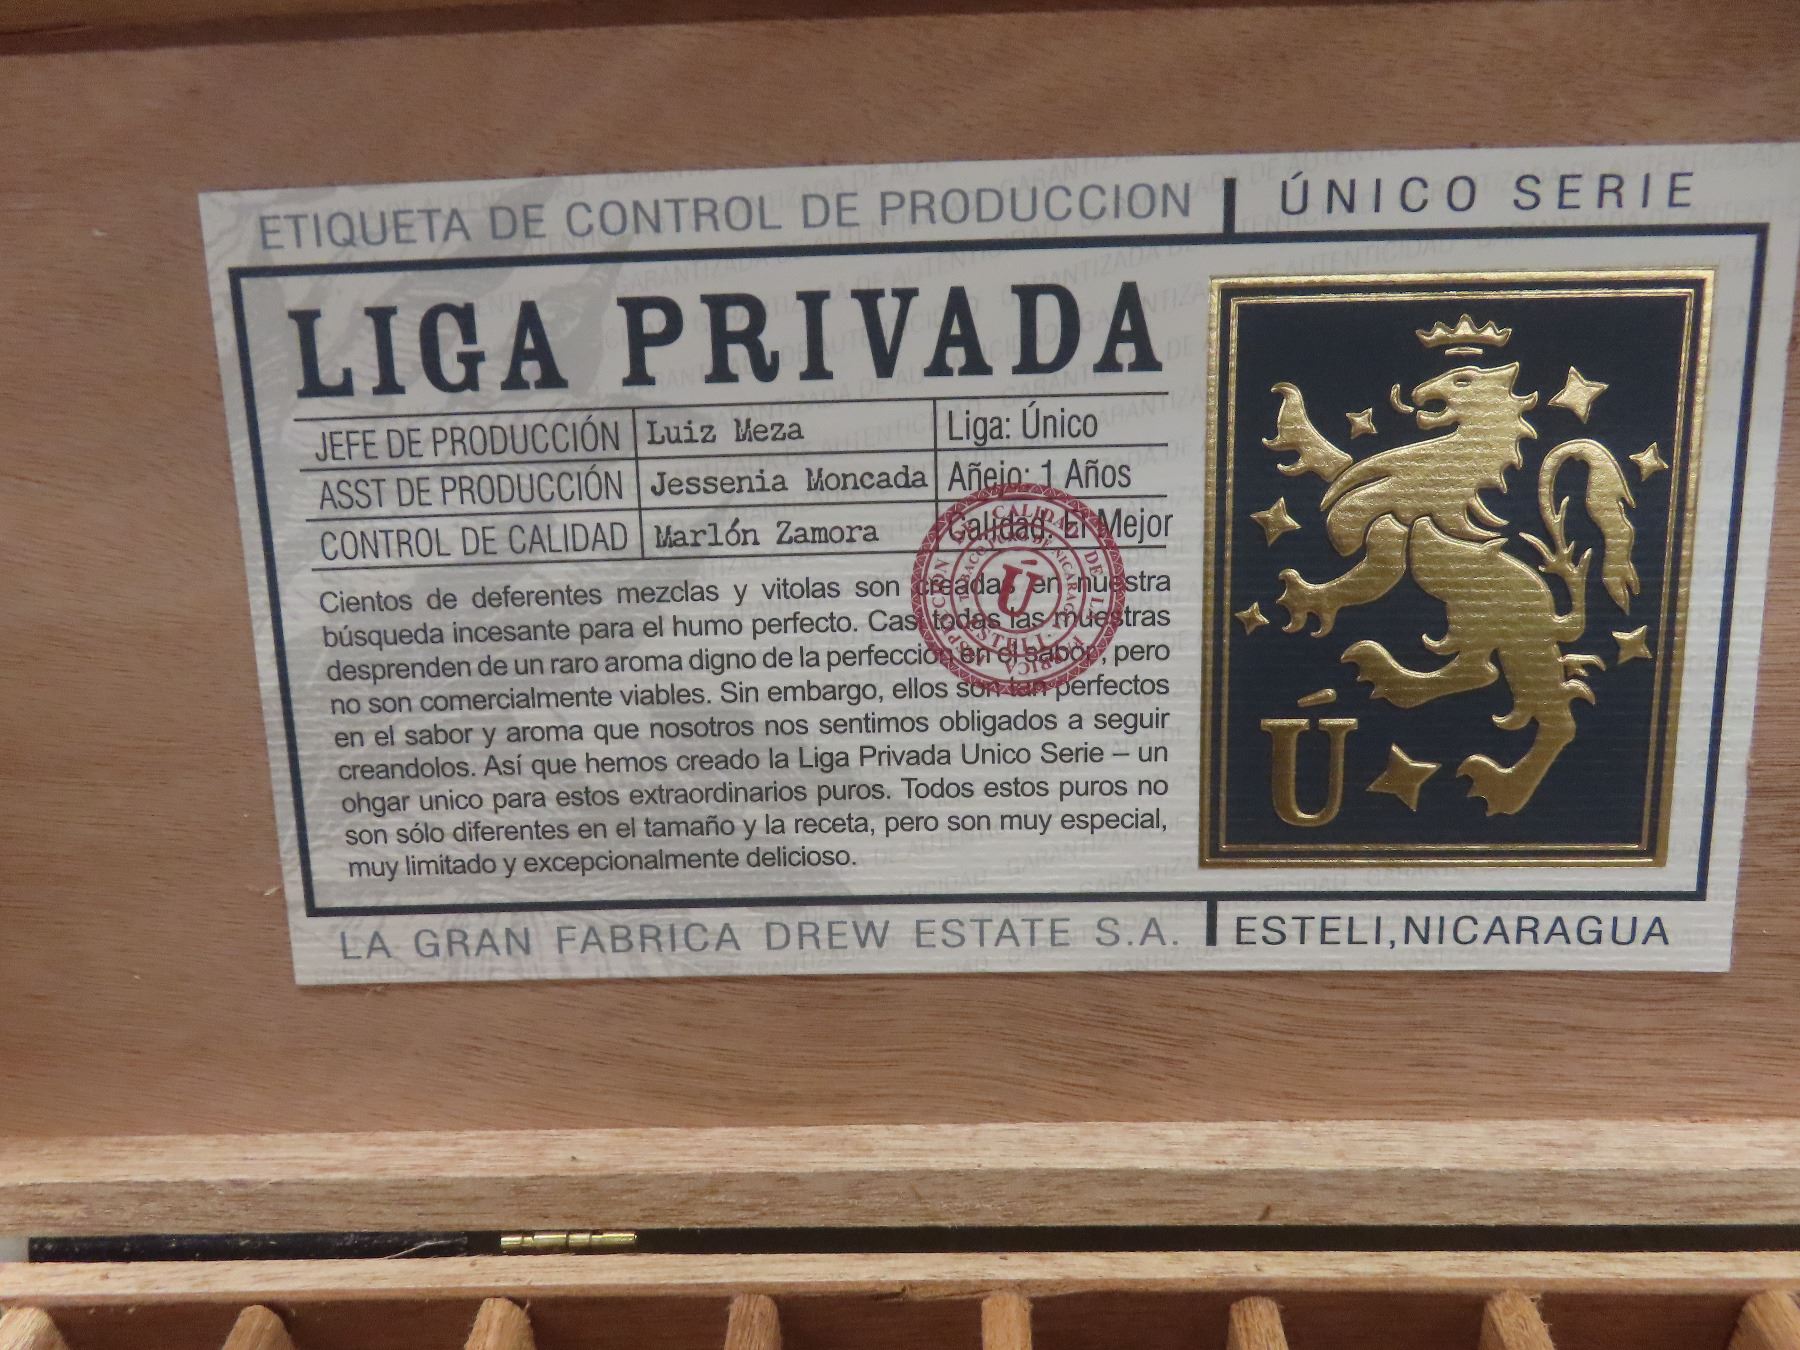 ETIQUETA DE CONTROL DE PRODUCCION
ÚNICO SERIE
LIGA PRIVADA
JEFE DE PRODUCCIÓN Luiz Meza Liga: Único
ASST DE PRODUCCIÓN Jessenia Moncada Añejo: 1 Años
CONTROL DE CALIDAD Marlón Zamora Calidad: El Mejor
Cientos de deferentes mezclas y vitolas son creadas en nuestra
búsqueda incesante para el humo perfecto. Casi todas las muestras
desprenden de un raro aroma digno de la perfección en el sabor, pero
no son comercialmente viables. Sin embargo, ellos son tan perfectos
en el sabor y aroma que nosotros nos sentimos obligados a seguir
creandolos. Así que hemos creado la Liga Privada Unico Serie – un
ohgar unico para estos extraordinarios puros. Todos estos puros no
son sólo diferentes en el tamaño y la receta, pero son muy especial,
muy limitado y excepcionalmente delicioso.
Ú
Ú
LA GRAN FABRICA DREW ESTATE S.A.
ESTELI, NICARAGUA